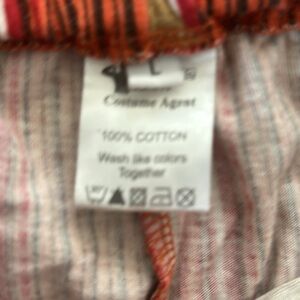 L
Costume Agent
100% COTTON
Wash like colors
Together